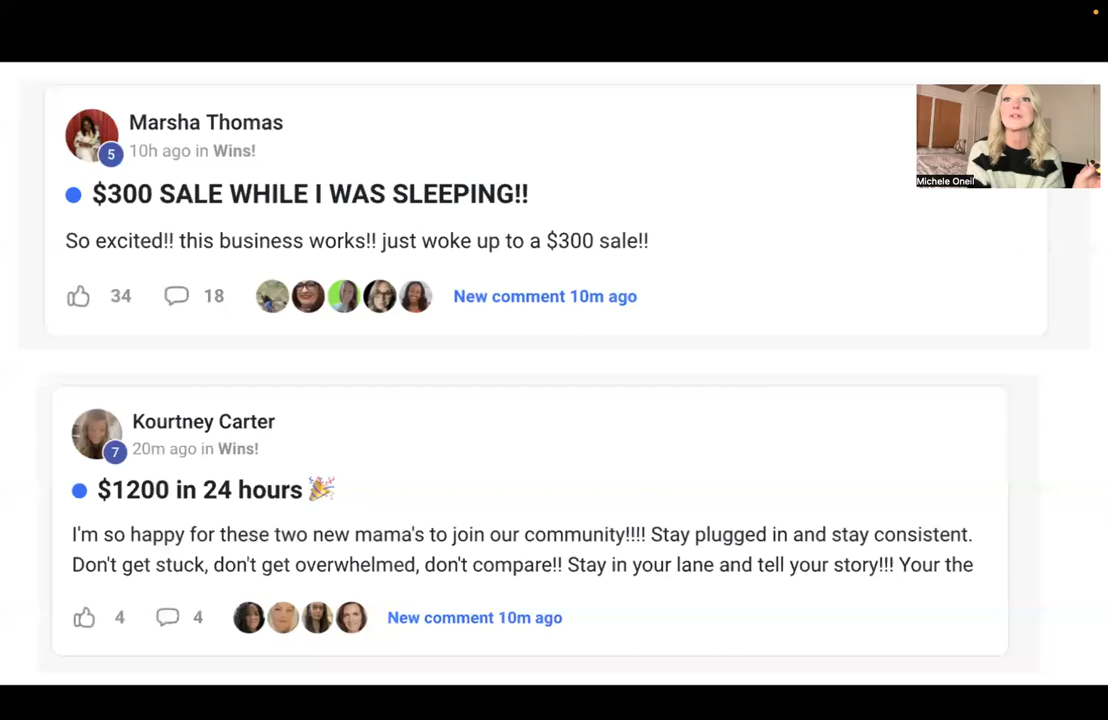 Marsha Thomas
5
10h ago in Wins!
$300 SALE WHILE I WAS SLEEPING!!
So excited!! this business works!! just woke up to a $300 sale!!
34 18 New comment 10m ago
Michele Oneil
Kourtney Carter
7
20m ago in Wins!
$1200 in 24 hours
I'm so happy for these two new mama's to join our community!!!! Stay plugged in and stay consistent.
Don't get stuck, don't get overwhelmed, don't compare!! Stay in your lane and tell your story!!! Your the
4 4 New comment 10m ago